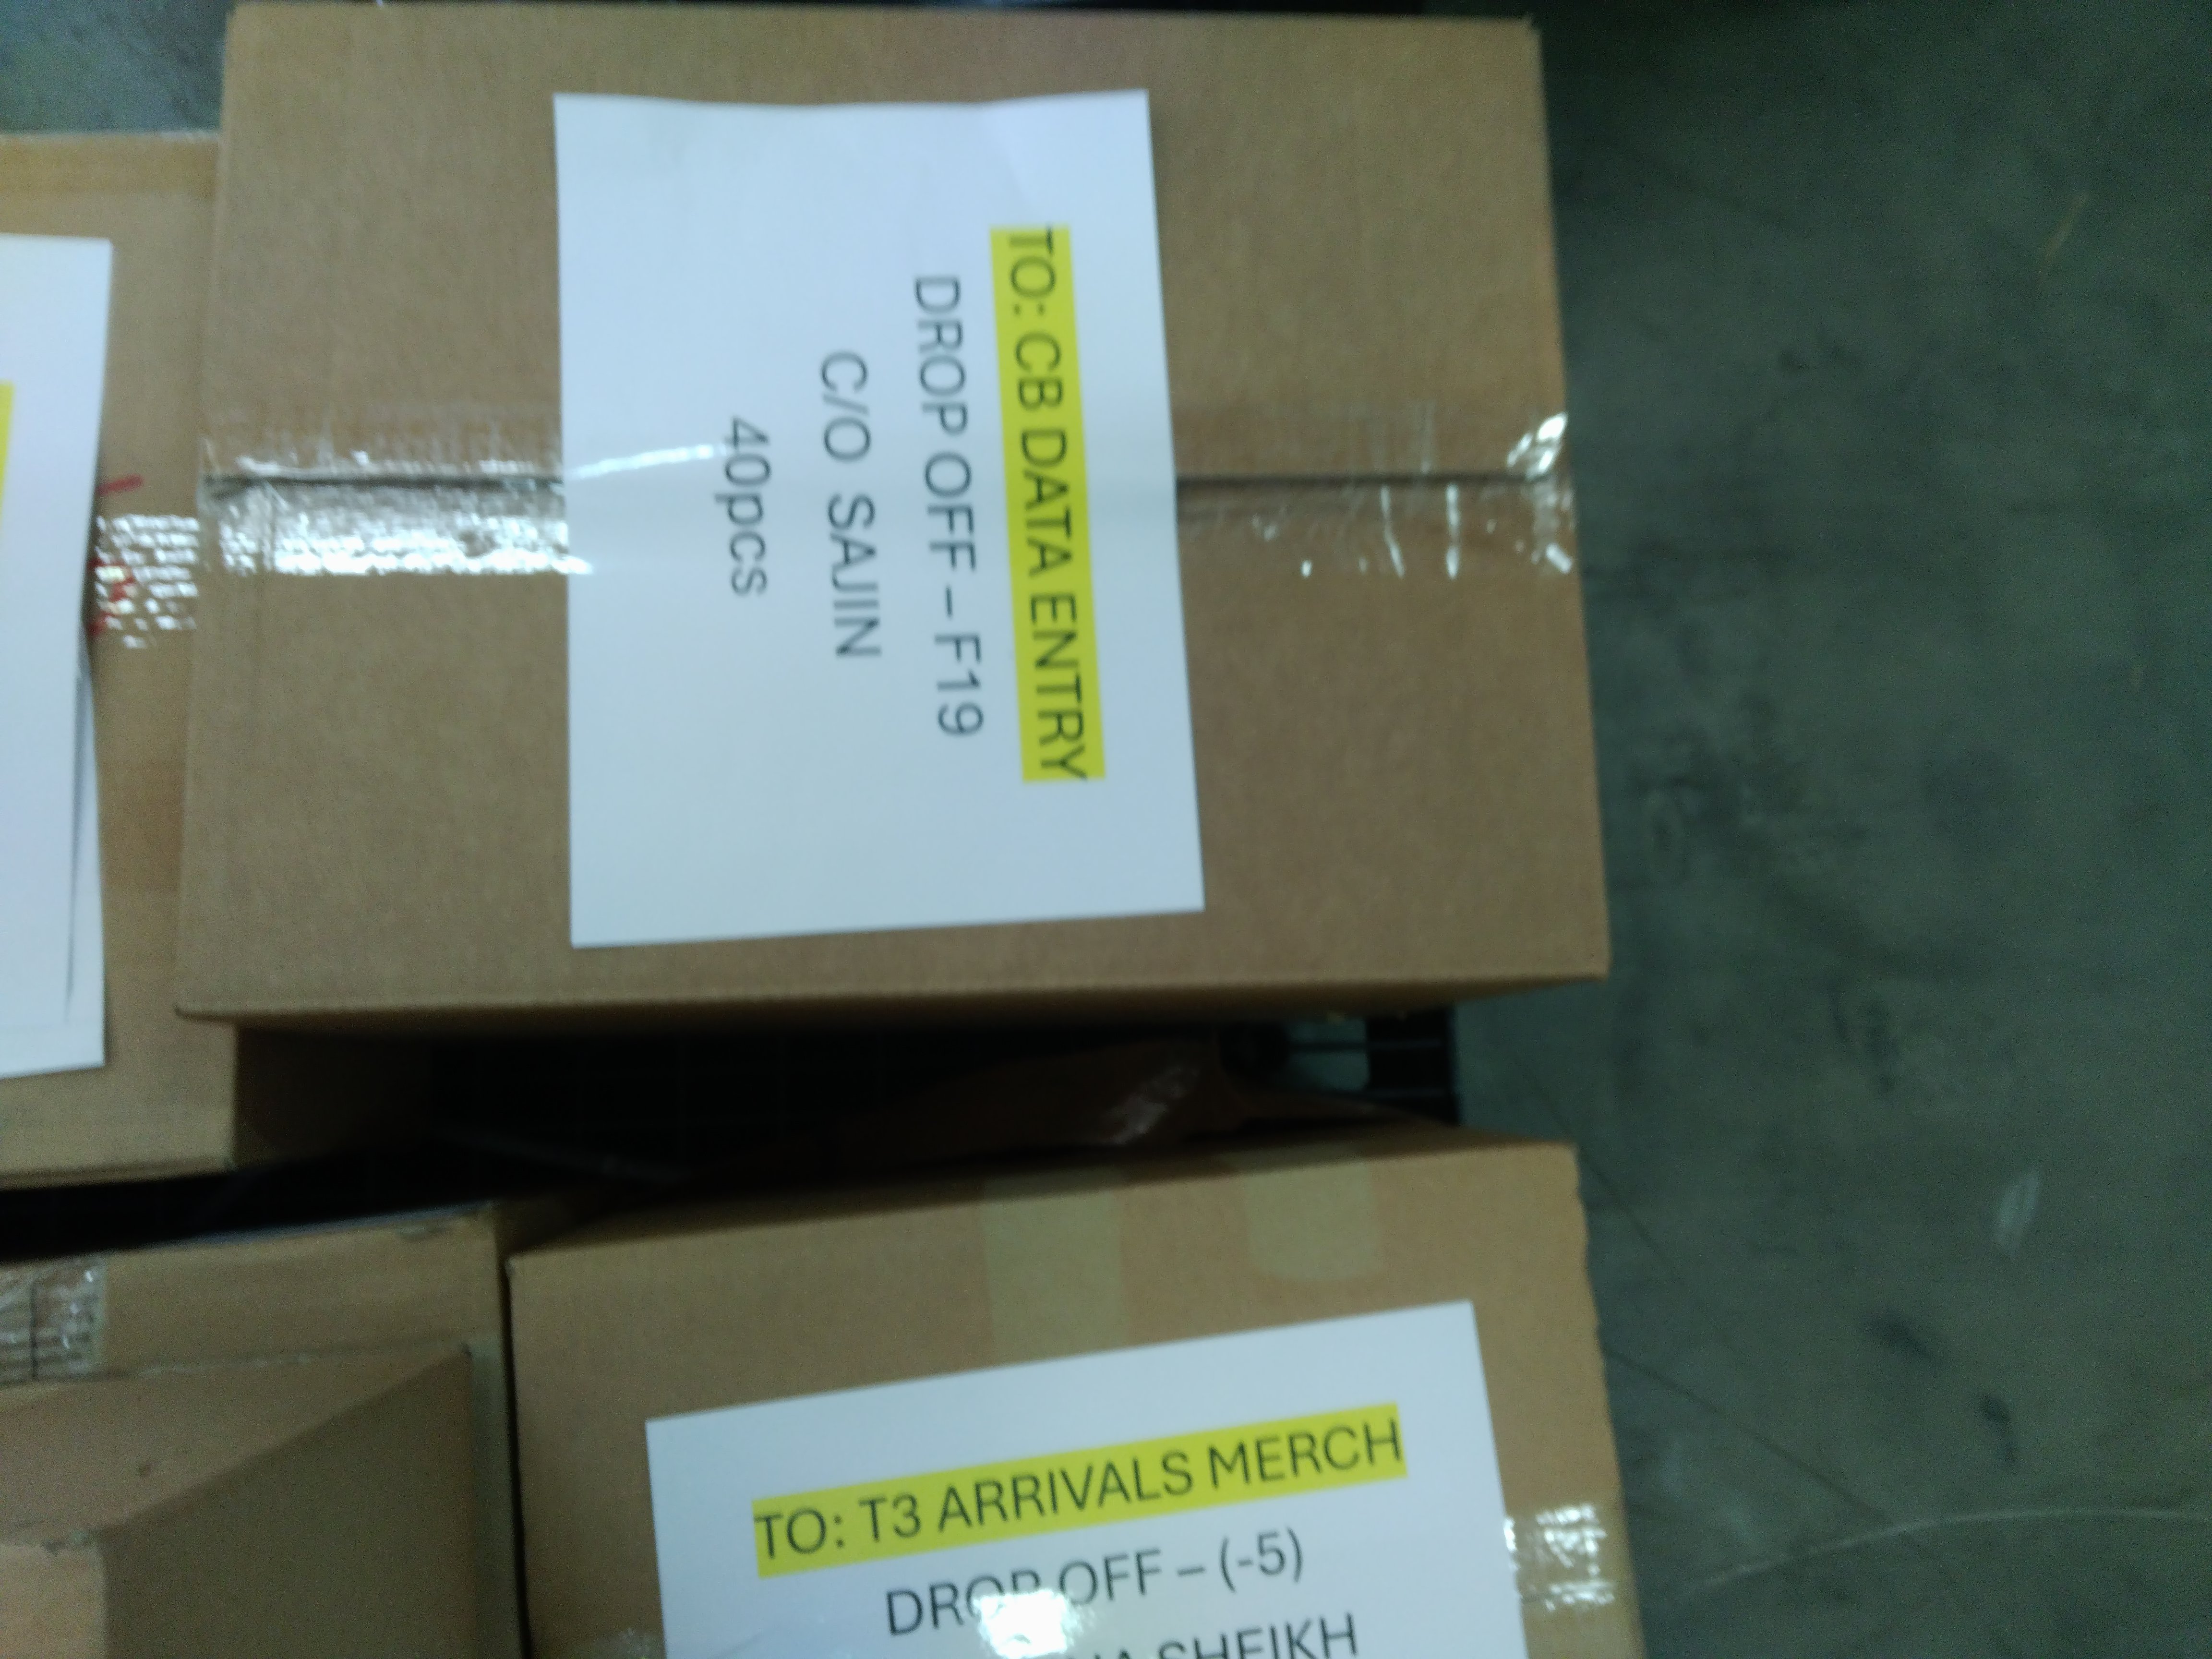 TO: CB DATA ENTRY
DROP OFF – F19
C/O SAJIN
40pcs
TO: T3 ARRIVALS MERCH
DROP OFF – (-5)
SHEIKH